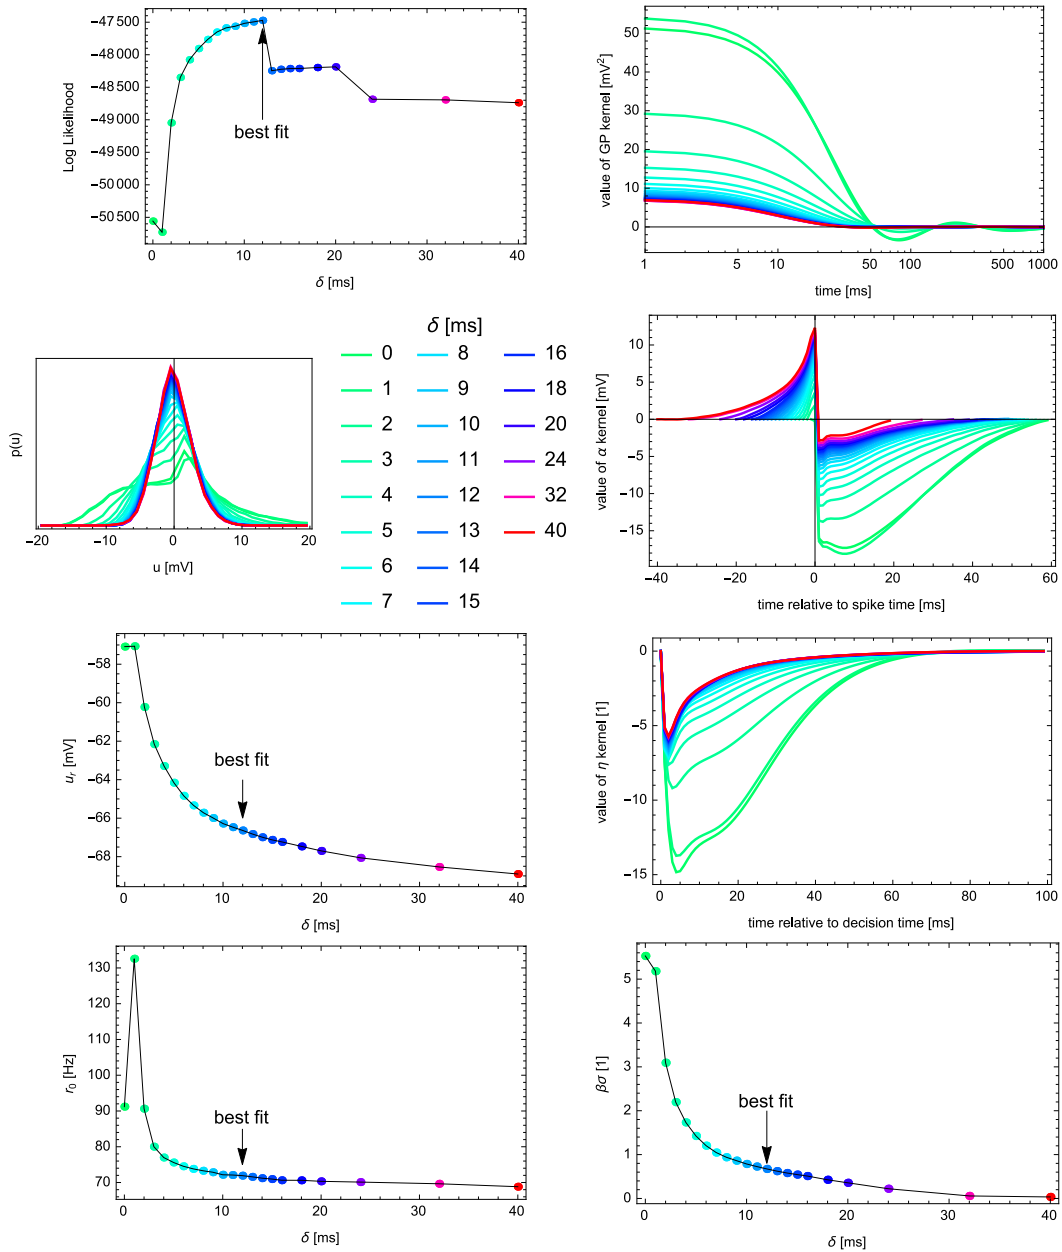 -47500
-48000
-48500
-49000
-49500
-50000
-50500
Log Likelihood
best fit
0 10 20 30 40
δ [ms]
50
40
30
20
10
0
value of GP kernel [mV²]
1 5 10 50 100 500 1000
time [ms]
p(u)
-20 -10 0 10 20
u [mV]
δ [ms]
0 8 16
1 9 18
2 10 20
3 11 24
4 12 32
5 13 40
6 14
7 15
10
5
0
-5
-10
-15
value of α kernel [mV]
-40 -20 0 20 40 60
time relative to spike time [ms]
-58
-60
-62
-64
-66
-68
u_r [mV]
best fit
0 10 20 30 40
δ [ms]
0
-5
-10
-15
value of η kernel [1]
0 20 40 60 80 100
time relative to decision time [ms]
130
120
110
100
90
80
70
r₀ [Hz]
best fit
0 10 20 30 40
δ [ms]
5
4
3
2
1
0
βσ [1]
best fit
0 10 20 30 40
δ [ms]